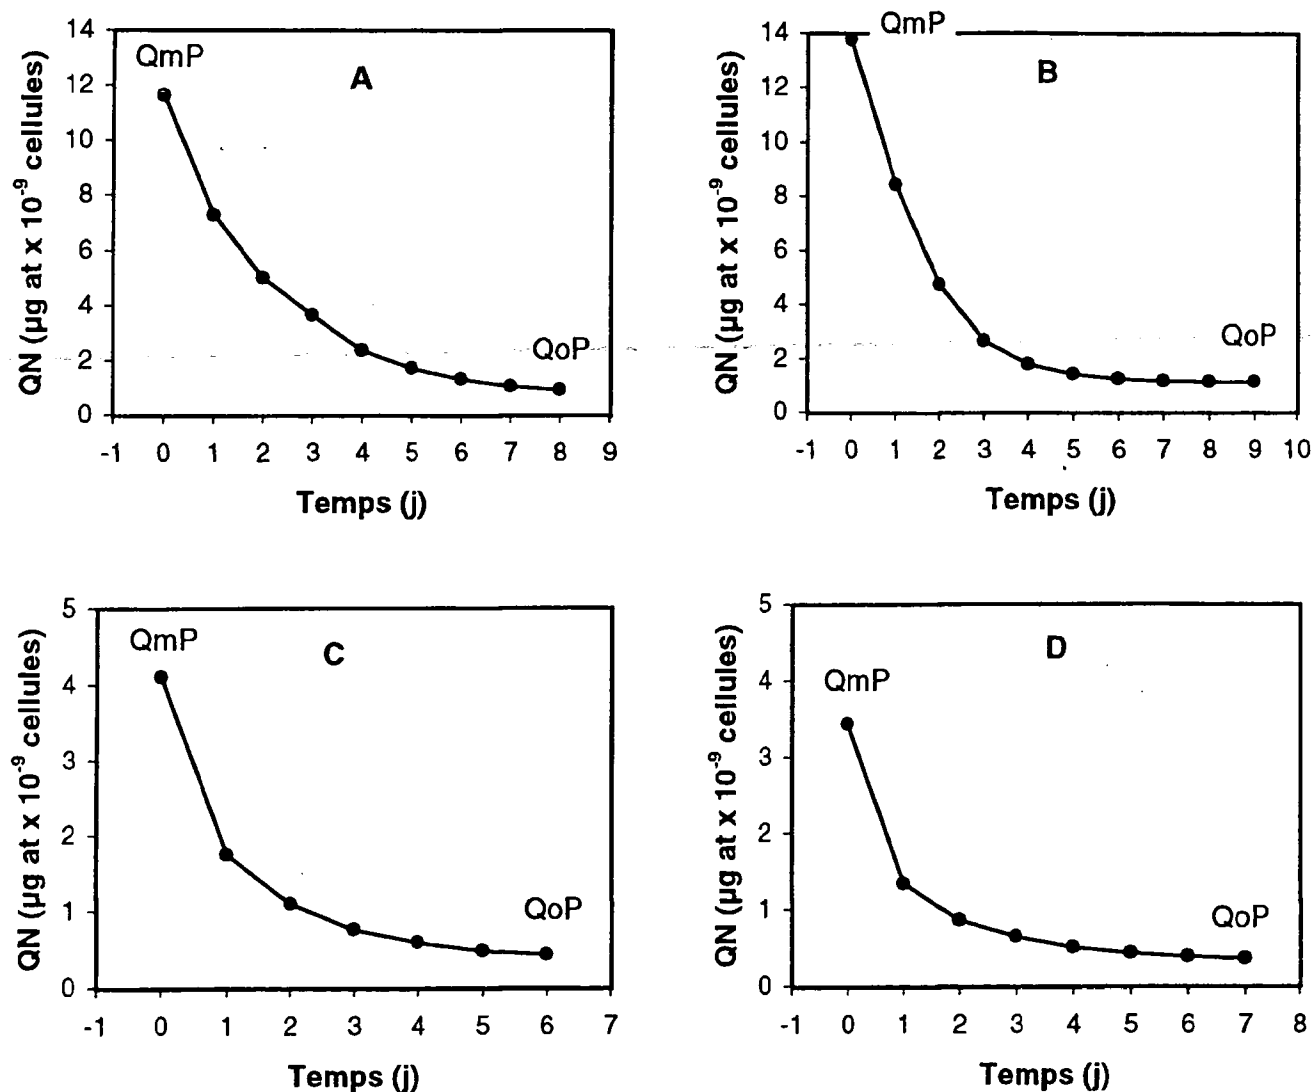 14
12
10
8
6
4
2
0
QN (µg at x 10⁻⁹ cellules)
QmP
A
QoP
-1 0 1 2 3 4 5 6 7 8 9
Temps (j)
14
12
10
8
6
4
2
0
QN (µg at x 10⁻⁹ cellules)
QmP
B
QoP
-1 0 1 2 3 4 5 6 7 8 9 10
Temps (j)
5
4
3
2
1
0
QN (µg at x 10⁻⁹ cellules)
QmP
C
QoP
-1 0 1 2 3 4 5 6 7
Temps (j)
5
4
3
2
1
0
QN (µg at x 10⁻⁹ cellules)
QmP
D
QoP
-1 0 1 2 3 4 5 6 7 8
Temps (j)